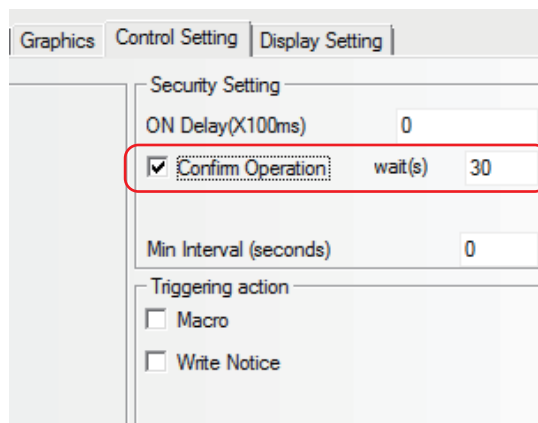 Graphics Control Setting Display Setting
Security Setting
ON Delay(X100ms) 0
Confirm Operation wait(s) 30
Min Interval (seconds) 0
Triggering action
Macro
Write Notice